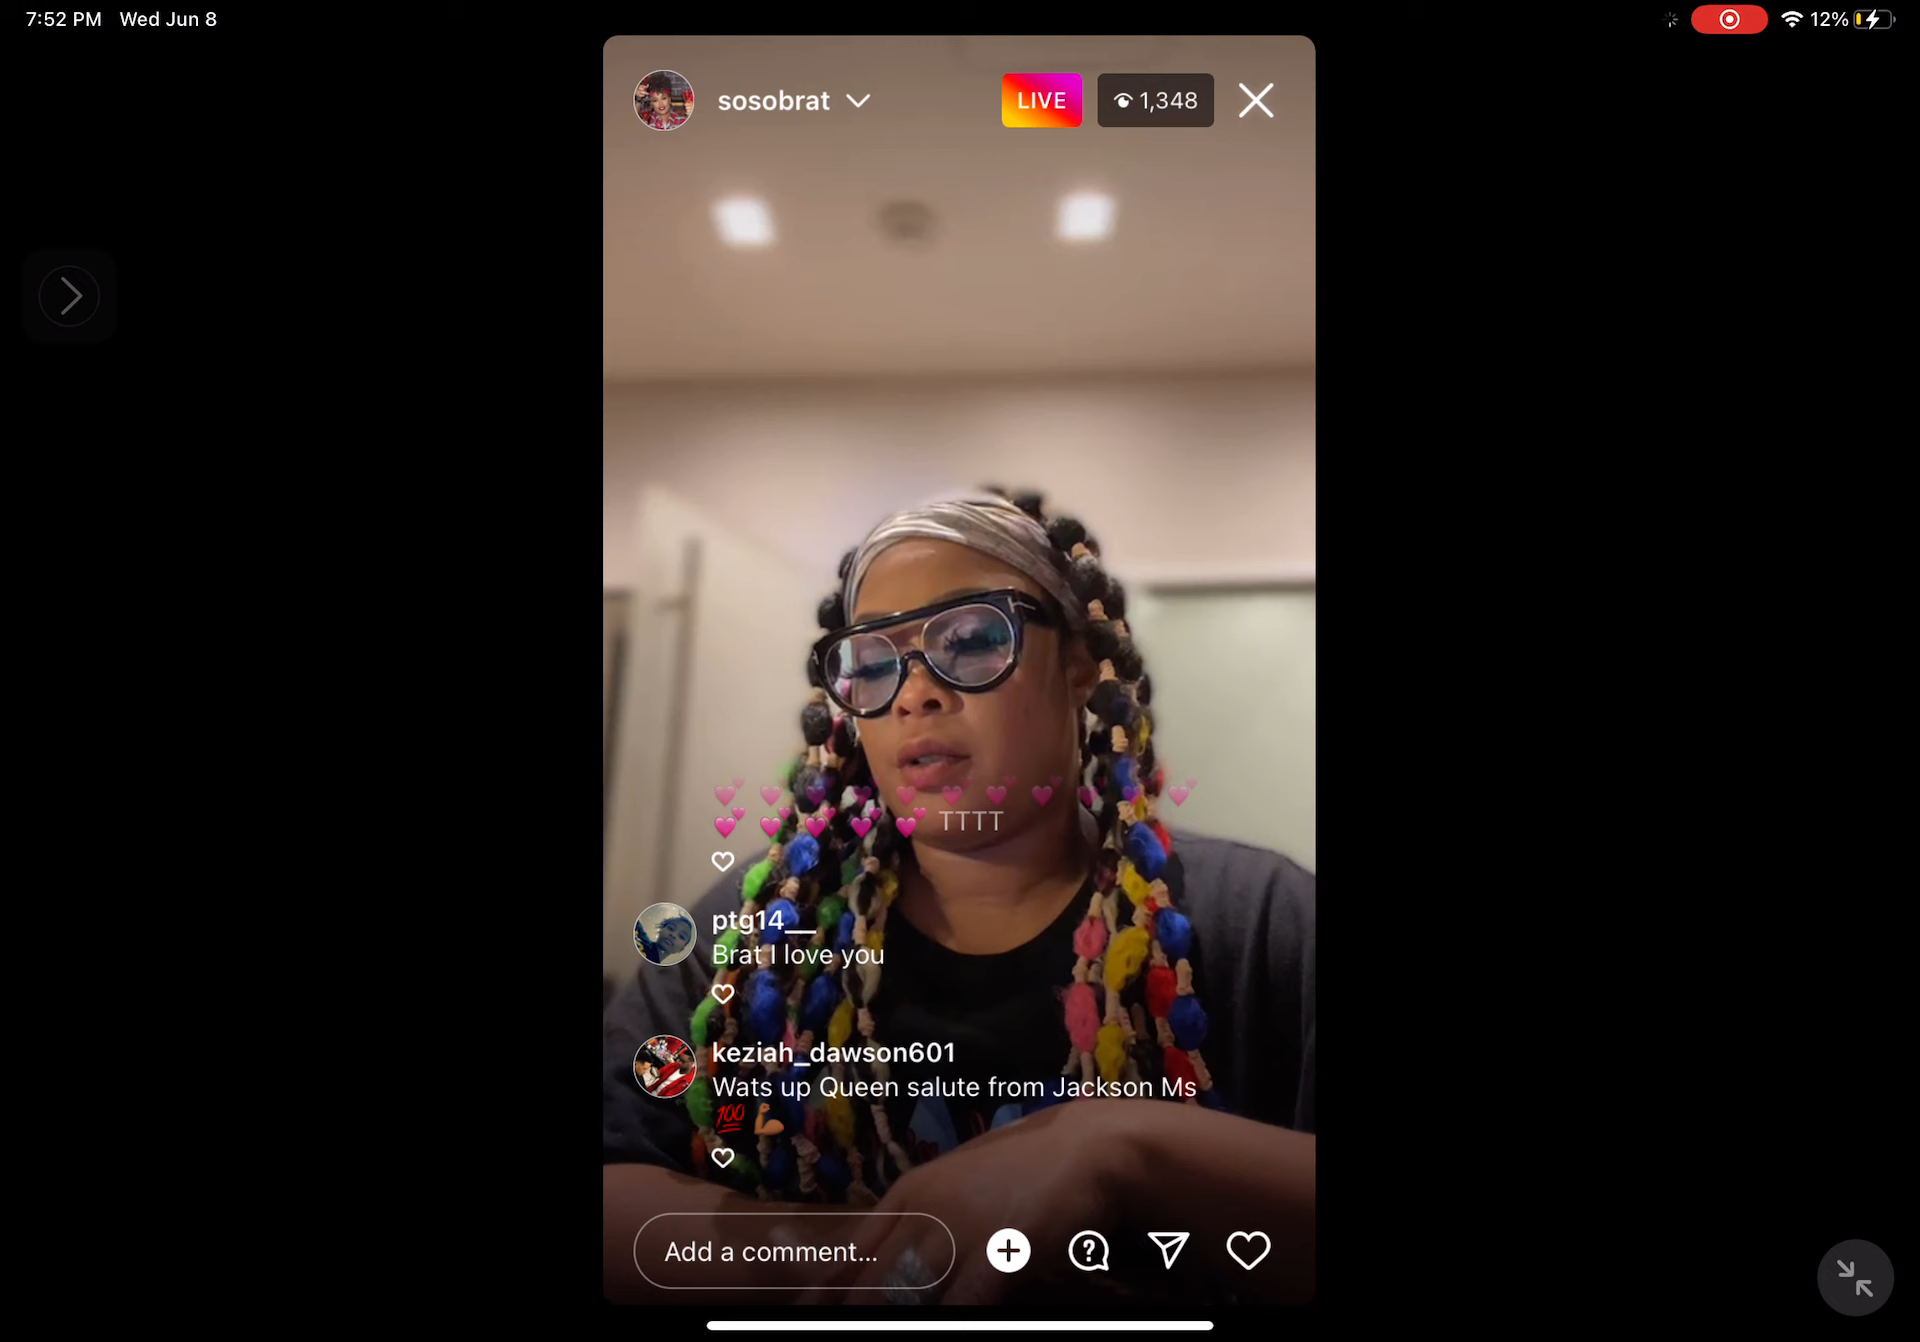 7:52 PM Wed Jun 8
12%
sosobrat
LIVE
1,348
TTTT
ptg14__
Brat I love you
keziah_dawson601
Wats up Queen salute from Jackson Ms
💯 💪
Add a comment...